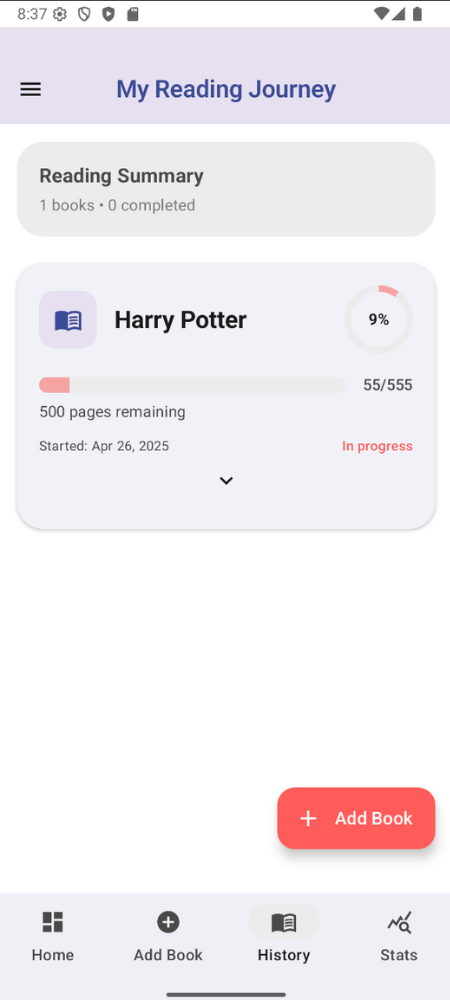 8:37
My Reading Journey
Reading Summary
1 books • 0 completed
Harry Potter
9%
55/555
500 pages remaining
Started: Apr 26, 2025
In progress
+ Add Book
Home
Add Book
History
Stats